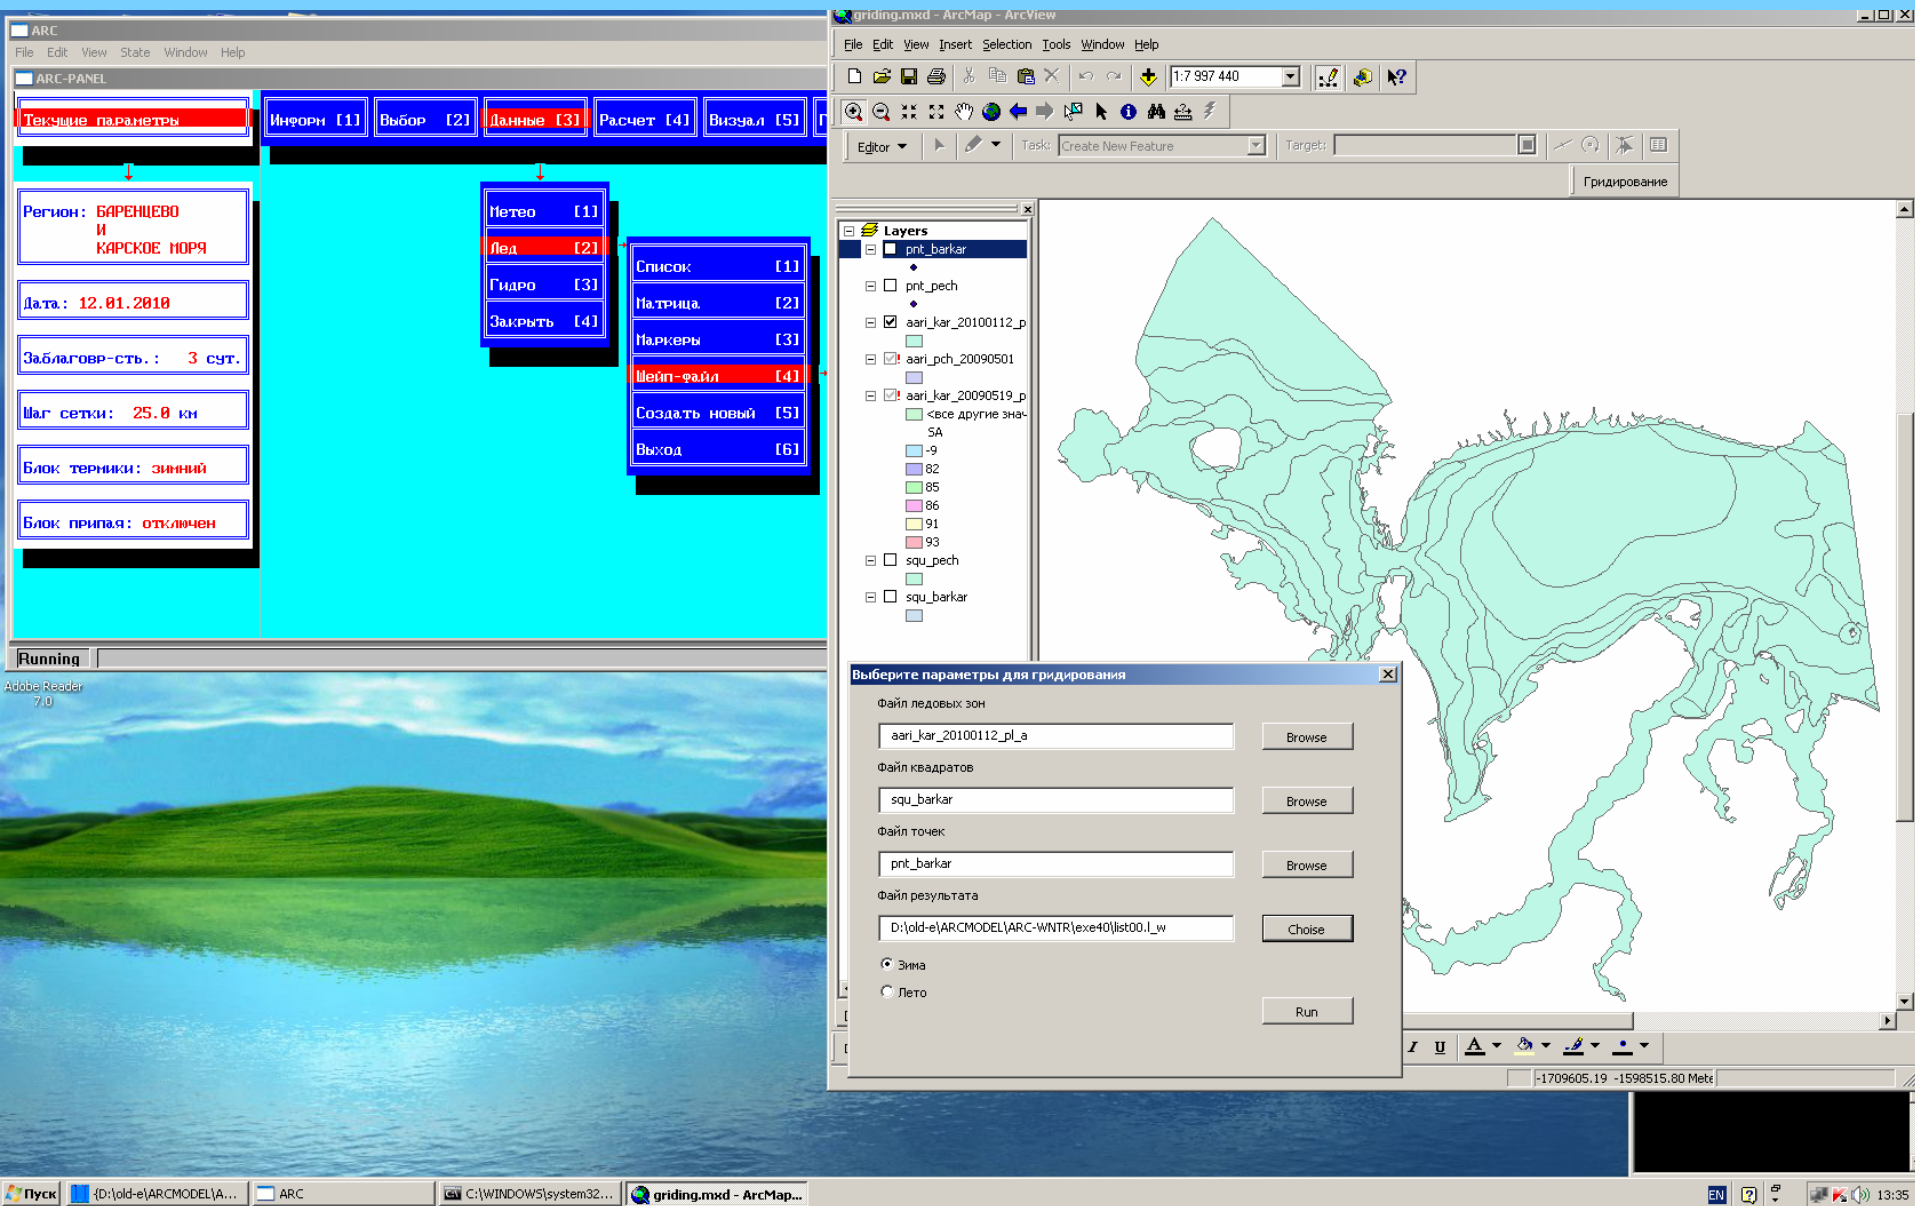 ARC
File Edit View State Window Help
ARC-PANEL
Текущие параметры
Информ [1] Выбор [2] Данные [3] Расчет [4] Визуал [5]
Регион: БАРЕНЦЕВО
И
КАРСКОЕ МОРЯ
Дата: 12.01.2010
Заблаговр-сть.: 3 сут.
Шаг сетки: 25.0 км
Блок термики: зимний
Блок припая: отключен
Метео [1]
Лед [2]
Гидро [3]
Закрыть [4]
Список [1]
Матрица [2]
Маркеры [3]
Шейп-файл [4]
Создать новый [5]
Выход [6]
Running
Adobe Reader
7.0
griding.mxd - ArcMap - ArcView
File Edit View Insert Selection Tools Window Help
1:7 997 440
Editor Task: Create New Feature Target:
Гридирование
Layers
pnt_barkar
pnt_pech
aari_kar_20100112_p
aari_pch_20090501
aari_kar_20090519_p
<все другие знач
SA
-9
82
85
86
91
93
squ_pech
squ_barkar
Выберите параметры для гридирования
Файл ледовых зон
aari_kar_20100112_pl_a Browse
Файл квадратов
squ_barkar Browse
Файл точек
pnt_barkar Browse
Файл результата
D:\old-e\ARCMODEL\ARC-WNTR\exe40\list00.l_w Choise
Зима
Лето
Run
I U A
-1709605.19 -1598515.80 Mete
Пуск {D:\old-e\ARCMODEL\A... ARC C:\WINDOWS\system32... griding.mxd - ArcMap... EN 13:35